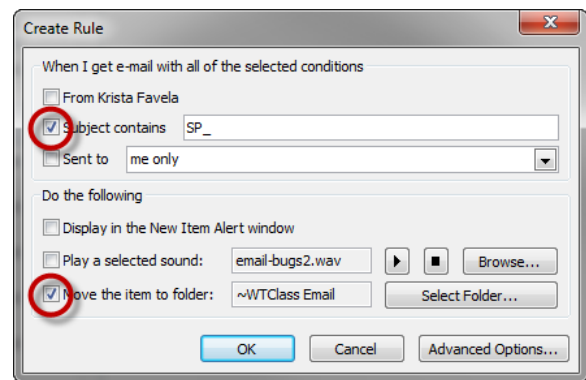 Create Rule
When I get e-mail with all of the selected conditions
From Krista Favela
Subject contains SP_
Sent to me only
Do the following
Display in the New Item Alert window
Play a selected sound: email-bugs2.wav Browse...
Move the item to folder: ~WTClass Email Select Folder...
OK Cancel Advanced Options...